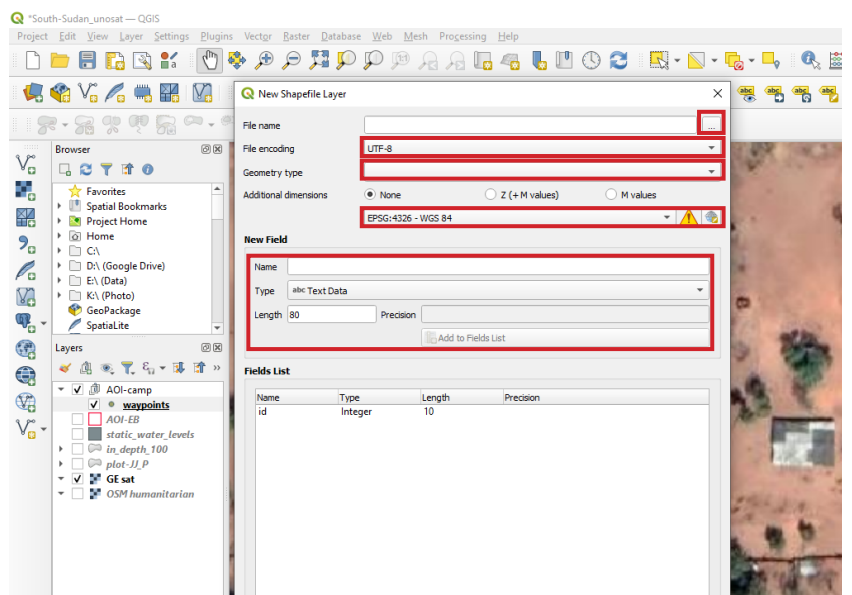 *South-Sudan_unosat — QGIS
Project Edit View Layer Settings Plugins Vector Raster Database Web Mesh Processing Help
New Shapefile Layer
abc abc abc abc
File name
...
File encoding UTF-8
Geometry type
Additional dimensions None Z (+ M values) M values
EPSG:4326 - WGS 84
New Field
Name
Type abc Text Data
Length 80 Precision
Add to Fields List
Fields List
Name Type Length Precision
id Integer 10
Browser
Favorites
Spatial Bookmarks
Project Home
Home
C:\
D:\ (Google Drive)
E:\ (Data)
K:\ (Photo)
GeoPackage
SpatiaLite
Layers
AOI-camp
waypoints
AOI-EB
static_water_levels
in_depth_100
plot-JJ_P
GE sat
OSM humanitarian